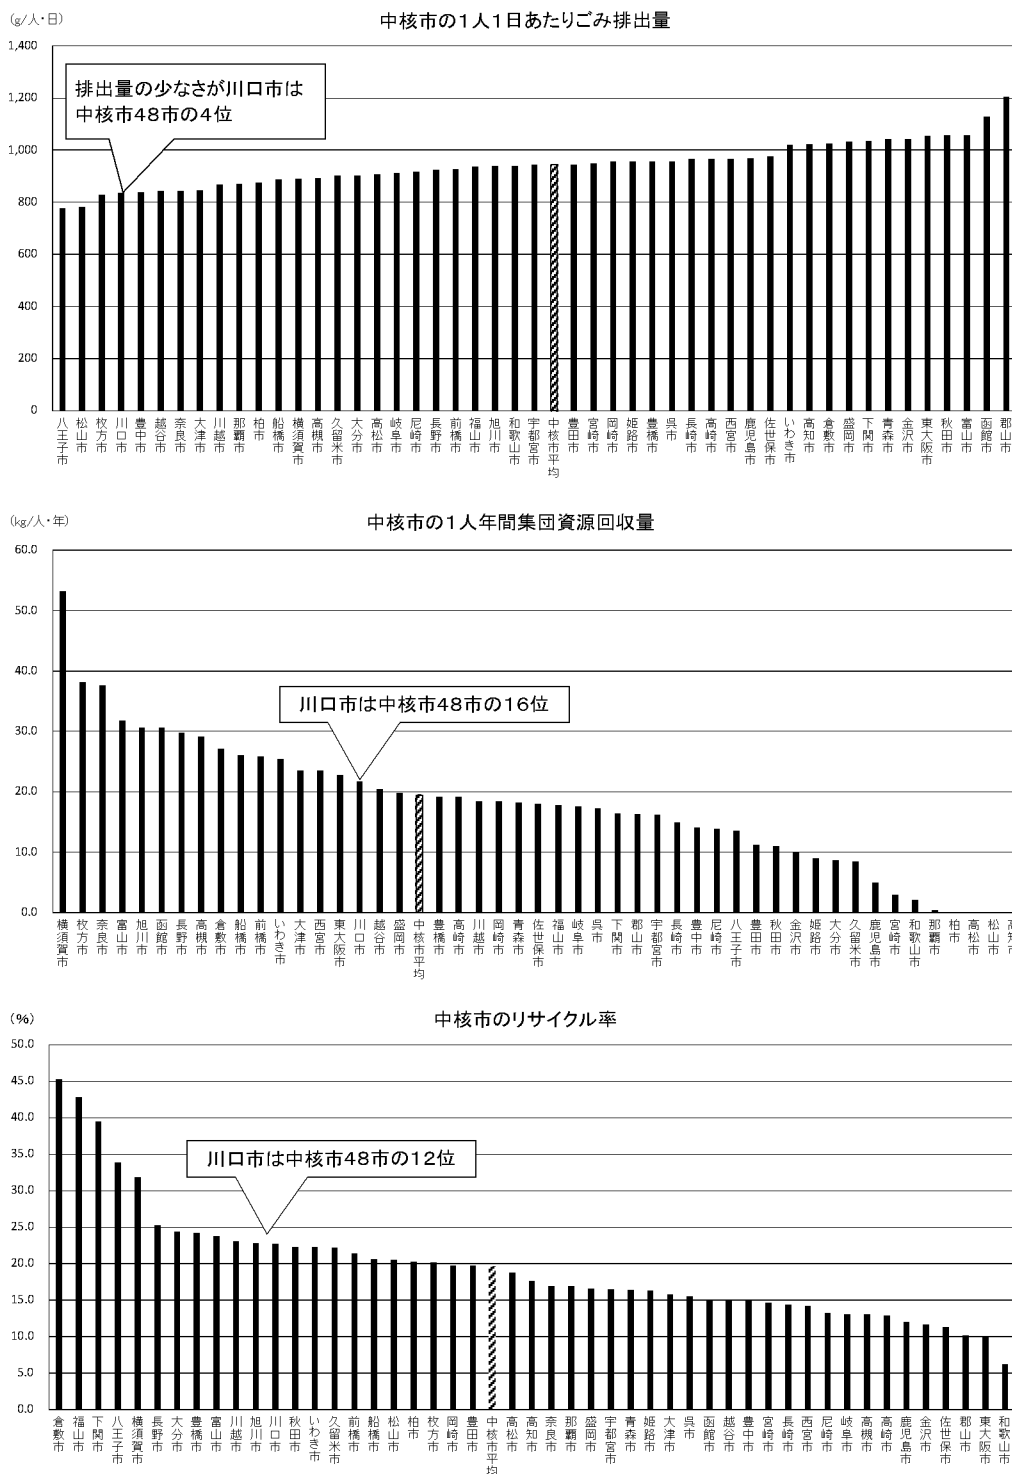 (g/人・日)
中核市の１人１日あたりごみ排出量
1,400
1,200
1,000
800
600
400
200
0
排出量の少なさが川口市は
中核市４８市の４位
八王子市
松山市
枚方市
川口市
豊中市
越谷市
奈良市
大津市
川越市
那覇市
柏市
船橋市
横須賀市
高槻市
久留米市
大分市
高松市
岐阜市
尼崎市
長野市
前橋市
福山市
旭川市
和歌山市
宇都宮市
中核市平均
豊田市
宮崎市
岡崎市
姫路市
豊橋市
呉市
長崎市
高崎市
西宮市
鹿児島市
佐世保市
いわき市
高知市
倉敷市
盛岡市
下関市
青森市
金沢市
東大阪市
秋田市
富山市
函館市
郡山市
(kg/人・年)
中核市の１人年間集団資源回収量
60.0
50.0
40.0
30.0
20.0
10.0
0.0
川口市は中核市４８市の１６位
横須賀市
枚方市
奈良市
富山市
旭川市
函館市
長野市
高槻市
倉敷市
船橋市
前橋市
いわき市
大津市
西宮市
東大阪市
川口市
越谷市
盛岡市
中核市平均
豊橋市
高崎市
川越市
岡崎市
青森市
佐世保市
福山市
岐阜市
呉市
下関市
郡山市
宇都宮市
長崎市
豊中市
尼崎市
八王子市
豊田市
秋田市
金沢市
姫路市
大分市
久留米市
鹿児島市
宮崎市
和歌山市
那覇市
柏市
高松市
松山市
高知市
(%)
中核市のリサイクル率
50.0
45.0
40.0
35.0
30.0
25.0
20.0
15.0
10.0
5.0
0.0
川口市は中核市４８市の１２位
倉敷市
福山市
下関市
八王子市
横須賀市
長野市
大分市
豊橋市
富山市
川越市
旭川市
川口市
秋田市
いわき市
久留米市
前橋市
船橋市
松山市
柏市
枚方市
岡崎市
豊田市
中核市平均
高松市
高知市
奈良市
那覇市
盛岡市
宇都宮市
青森市
姫路市
大津市
呉市
函館市
越谷市
豊中市
宮崎市
長崎市
西宮市
尼崎市
岐阜市
高槻市
高崎市
鹿児島市
金沢市
佐世保市
郡山市
東大阪市
和歌山市